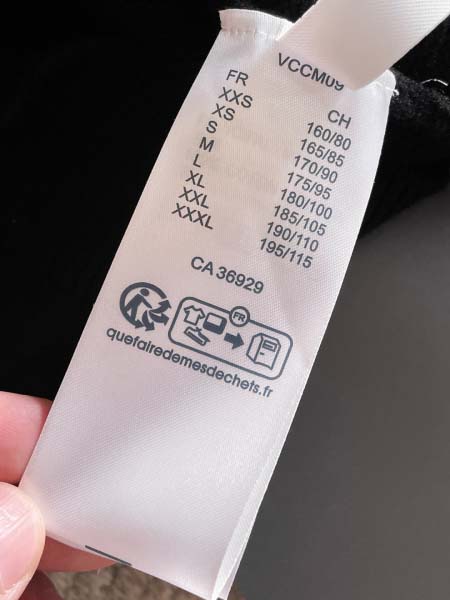 VCCM09
FR CH
XXS 160/80
XS 165/85
S 170/90
M 175/95
L 180/100
XL 185/105
XXL 190/110
XXXL 195/115
CA 36929
FR
quefairedemesdechets.fr